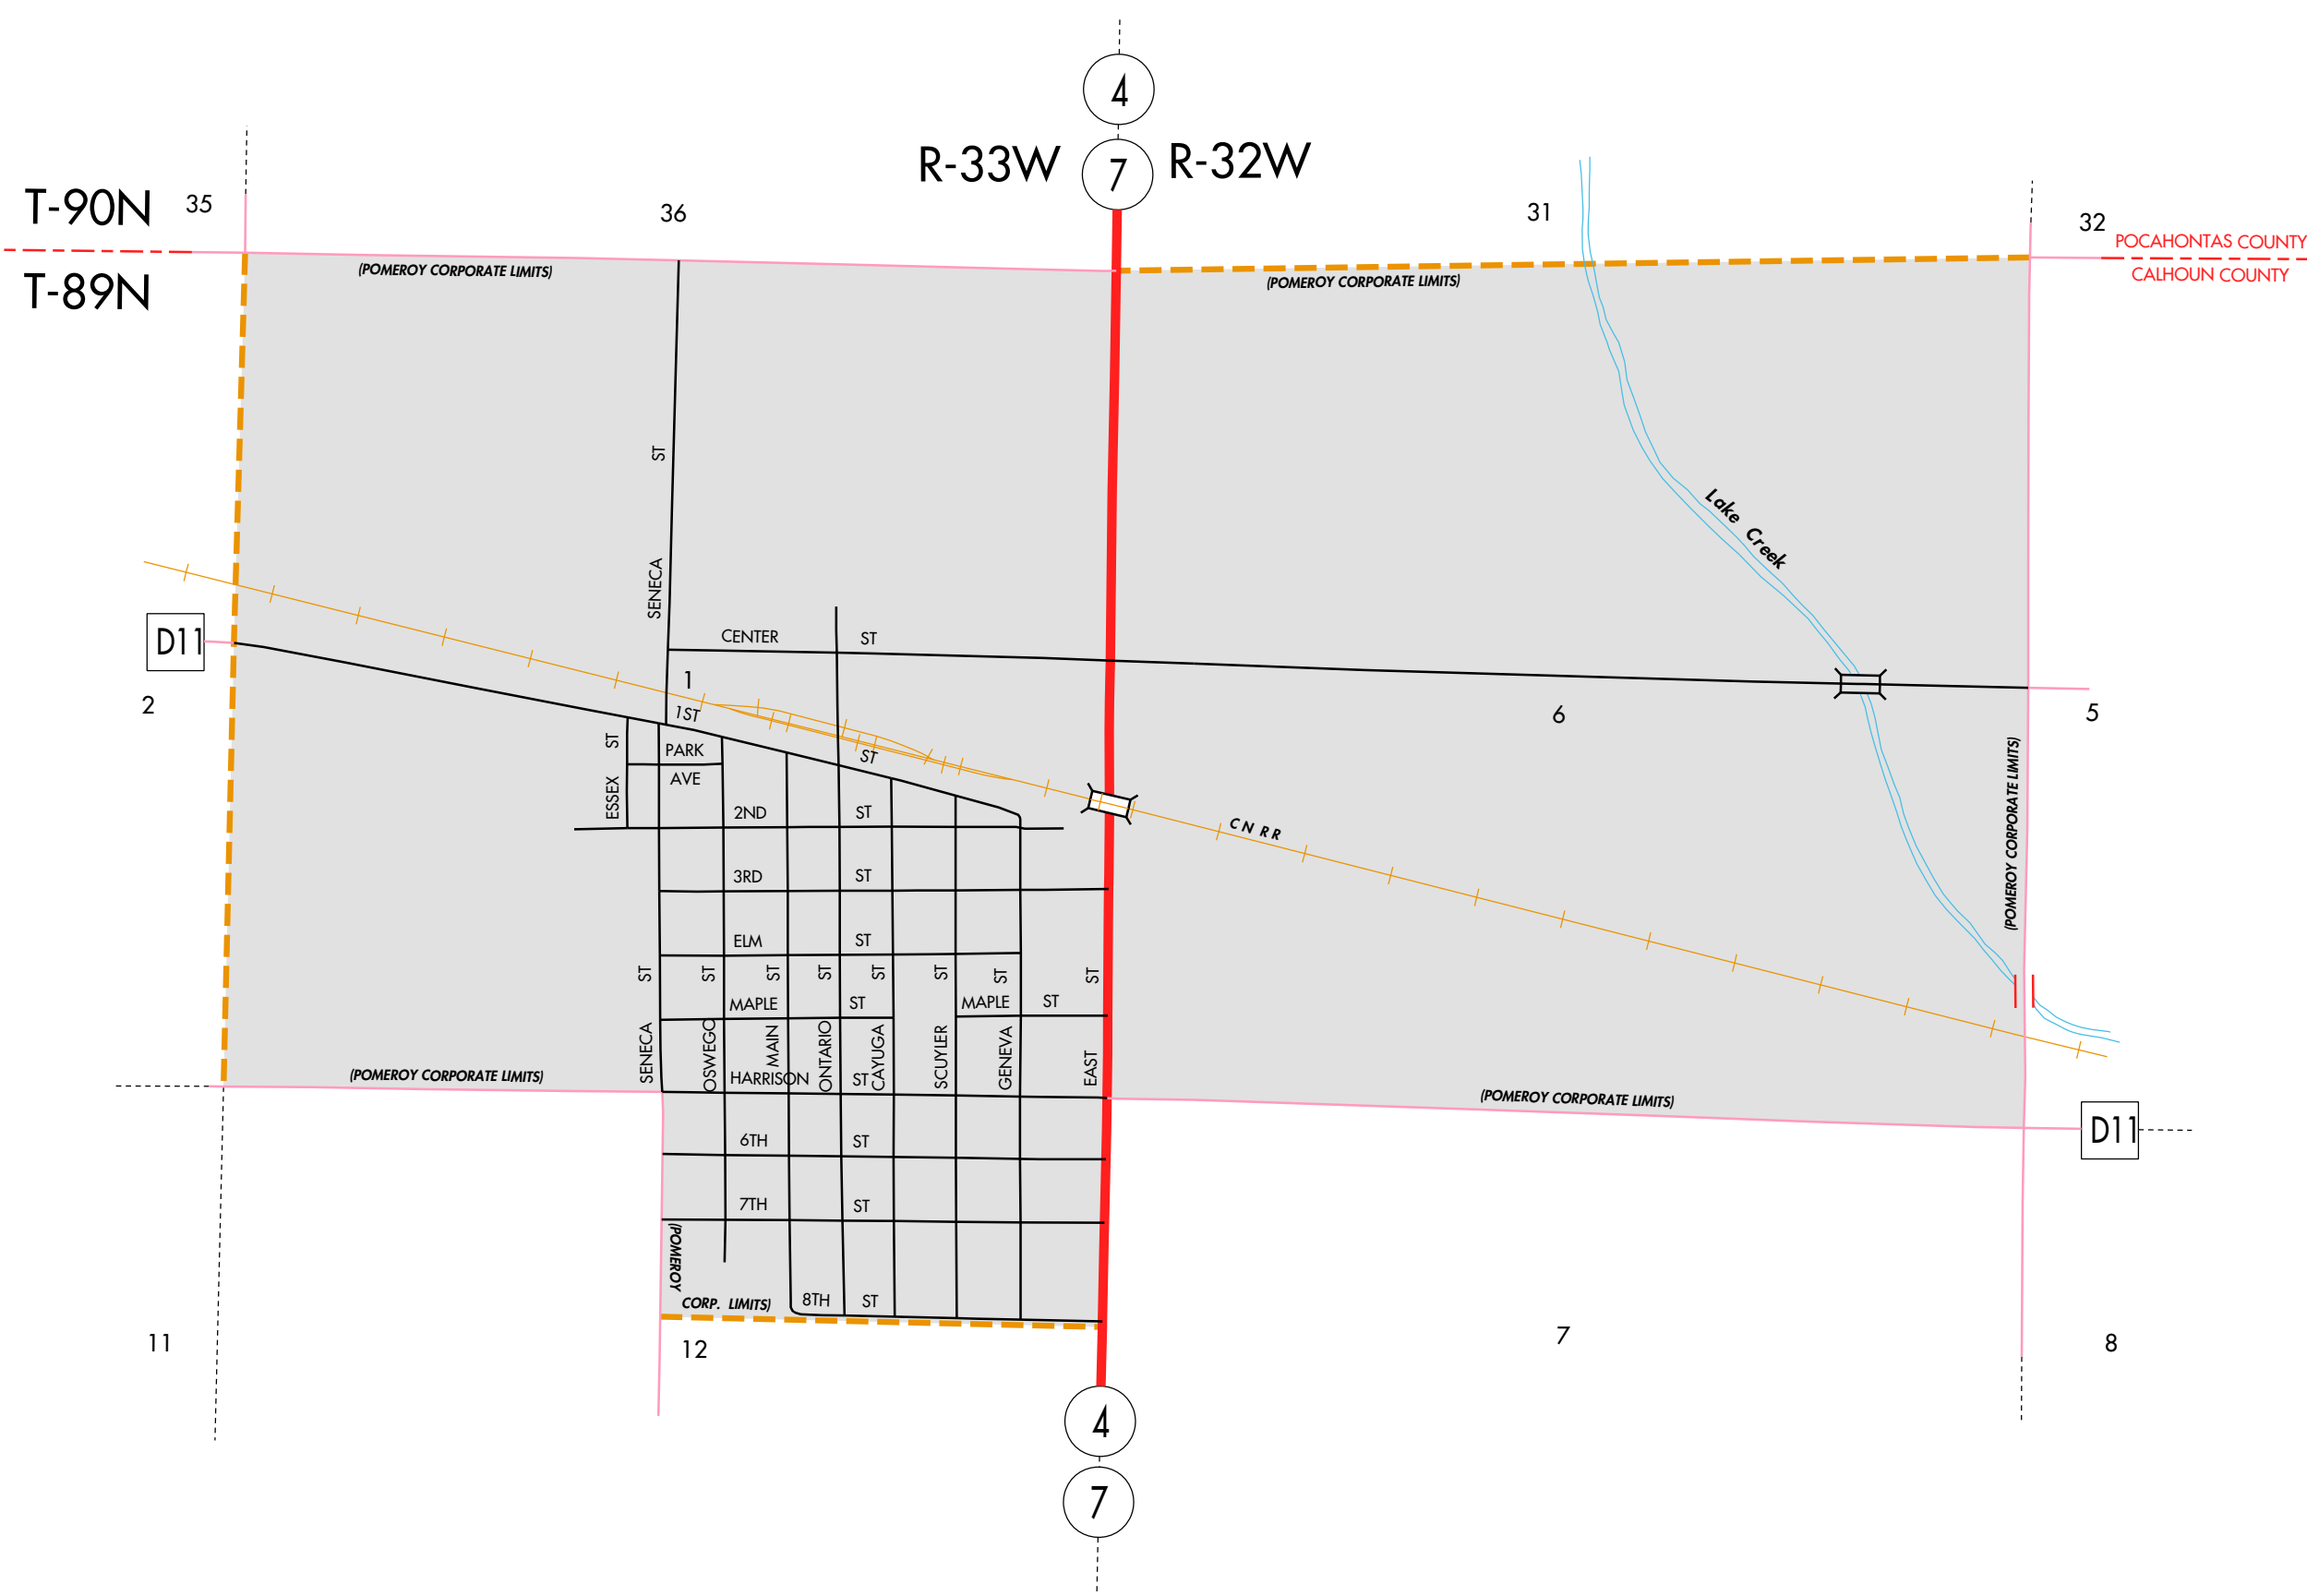 4
R-33W 7 R-32W
T-90N 35 36 31 32
POCAHONTAS COUNTY
T-89N
CALHOUN COUNTY
(POMEROY CORPORATE LIMITS)
(POMEROY CORPORATE LIMITS)
SENECA ST
Lake Creek
CENTER ST
D11
1
2
1ST ST
6
5
ESSEX ST
PARK AVE
2ND ST
CNRR
(POMEROY CORPORATE LIMITS)
3RD ST
ELM ST
SENECA ST
OSWEGO ST
MAIN ST
ONTARIO ST
CAYUGA ST
SCUYLER ST
GENEVA ST
EAST ST
MAPLE ST
MAPLE ST
HARRISON ST
(POMEROY CORPORATE LIMITS)
(POMEROY CORPORATE LIMITS)
D11
6TH ST
7TH ST
(POMEROY
CORP. LIMITS)
8TH ST
11
12
7
8
4
7